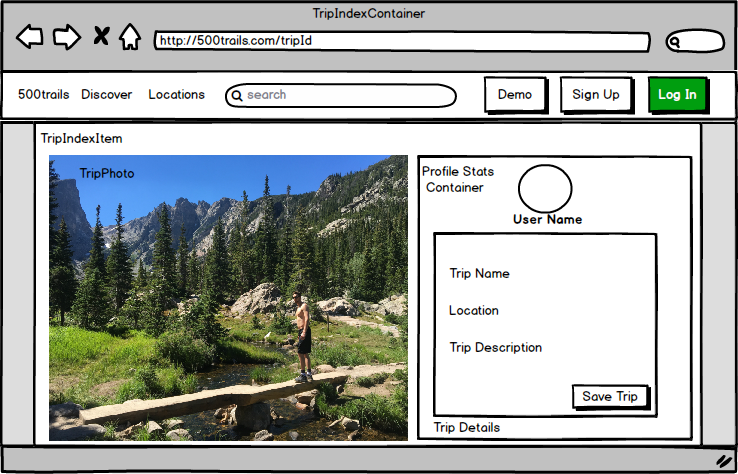 TripIndexContainer
http://500trails.com/tripId
500trails Discover Locations search Demo Sign Up Log In
TripIndexItem
TripPhoto
Profile Stats
Container
User Name
Trip Name
Location
Trip Description
Save Trip
Trip Details